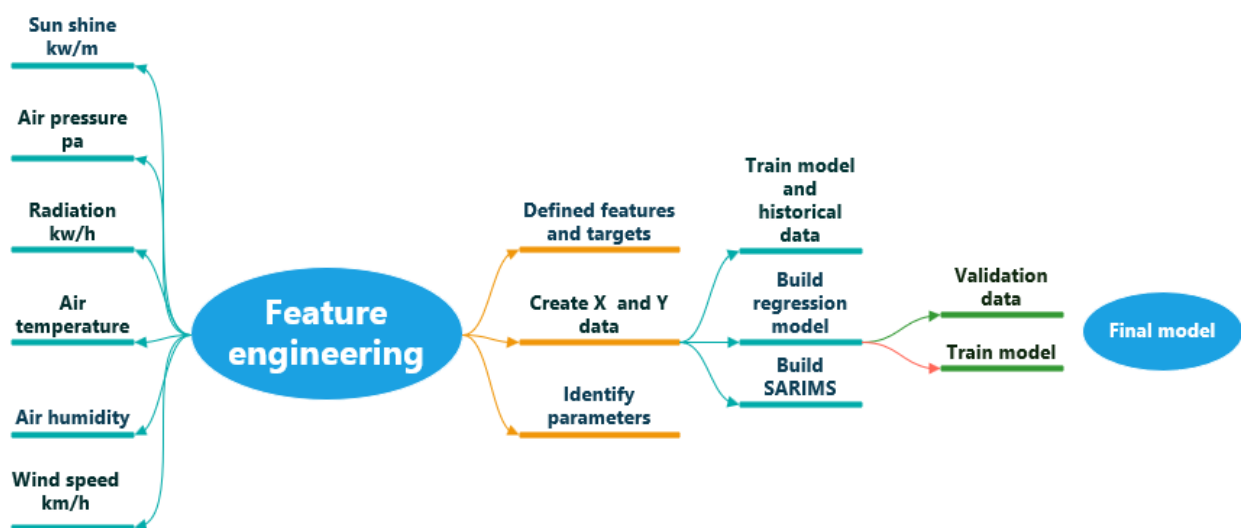 Sun shine
kw/m
Air pressure
pa
Radiation
kw/h
Air
temperature
Air humidity
Wind speed
km/h
Feature
engineering
Defined features
and targets
Create X and Y
data
Identify
parameters
Train model
and
historical
data
Build
regression
model
Build
SARIMS
Validation
data
Train model
Final model